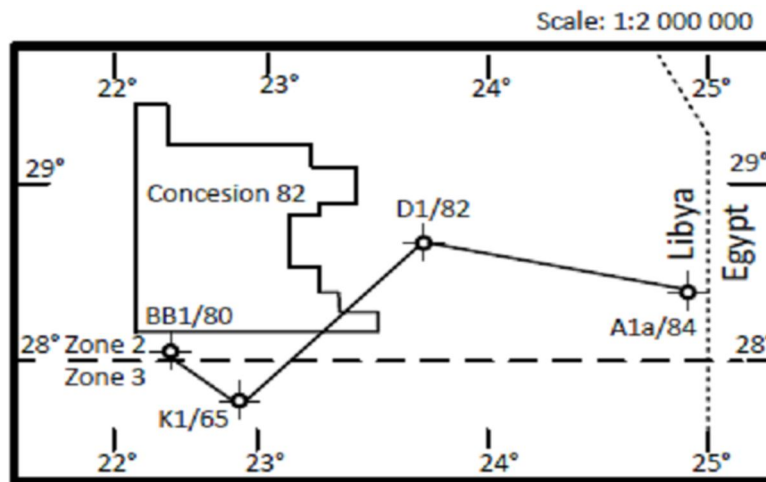 Scale: 1:2 000 000
22° 23° 24° 25°
29° 29°
Concesion 82
D1/82
Libya
Egypt
BB1/80
A1a/84
28° Zone 2 28°
Zone 3
K1/65
22° 23° 24° 25°